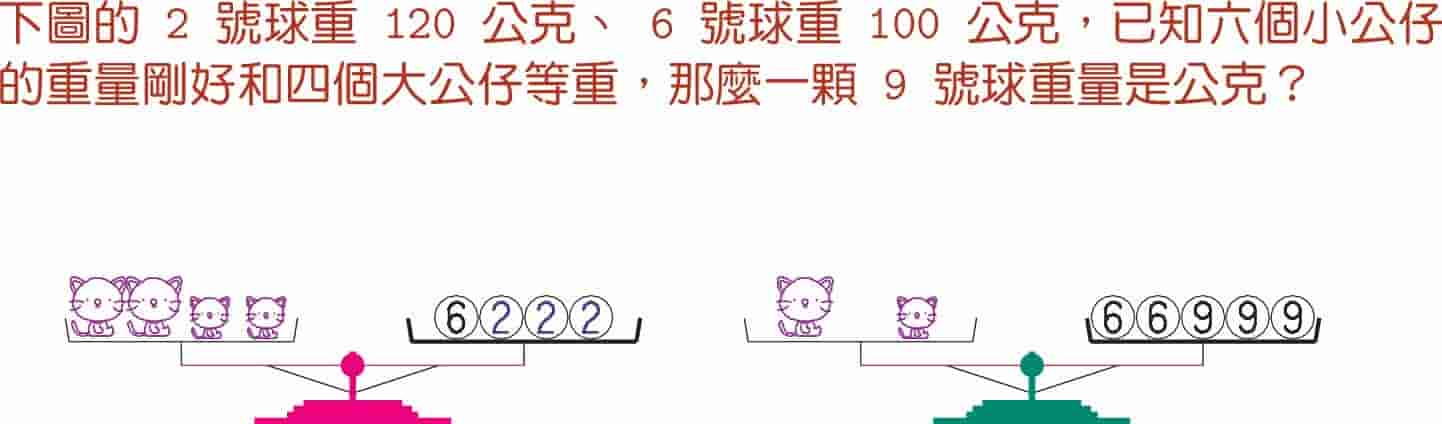 下圖的 2 號球重 120 公克、 6 號球重 100 公克，已知六個小公仔
的重量剛好和四個大公仔等重，那麼一顆 9 號球重量是公克？
6 2 2 2
6 6 9 9 9